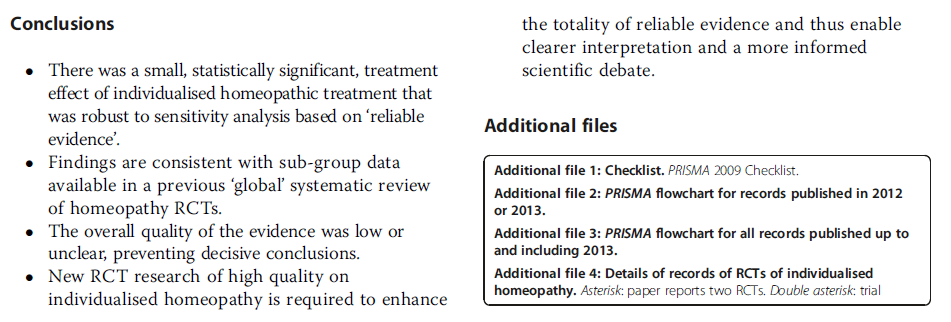 Conclusions
• There was a small, statistically significant, treatment
effect of individualised homeopathic treatment that
was robust to sensitivity analysis based on ‘reliable
evidence’.
• Findings are consistent with sub-group data
available in a previous ‘global’ systematic review
of homeopathy RCTs.
• The overall quality of the evidence was low or
unclear, preventing decisive conclusions.
• New RCT research of high quality on
individualised homeopathy is required to enhance
the totality of reliable evidence and thus enable
clearer interpretation and a more informed
scientific debate.
Additional files
Additional file 1: Checklist. PRISMA 2009 Checklist.
Additional file 2: PRISMA flowchart for records published in 2012
or 2013.
Additional file 3: PRISMA flowchart for all records published up to
and including 2013.
Additional file 4: Details of records of RCTs of individualised
homeopathy. Asterisk: paper reports two RCTs. Double asterisk: trial